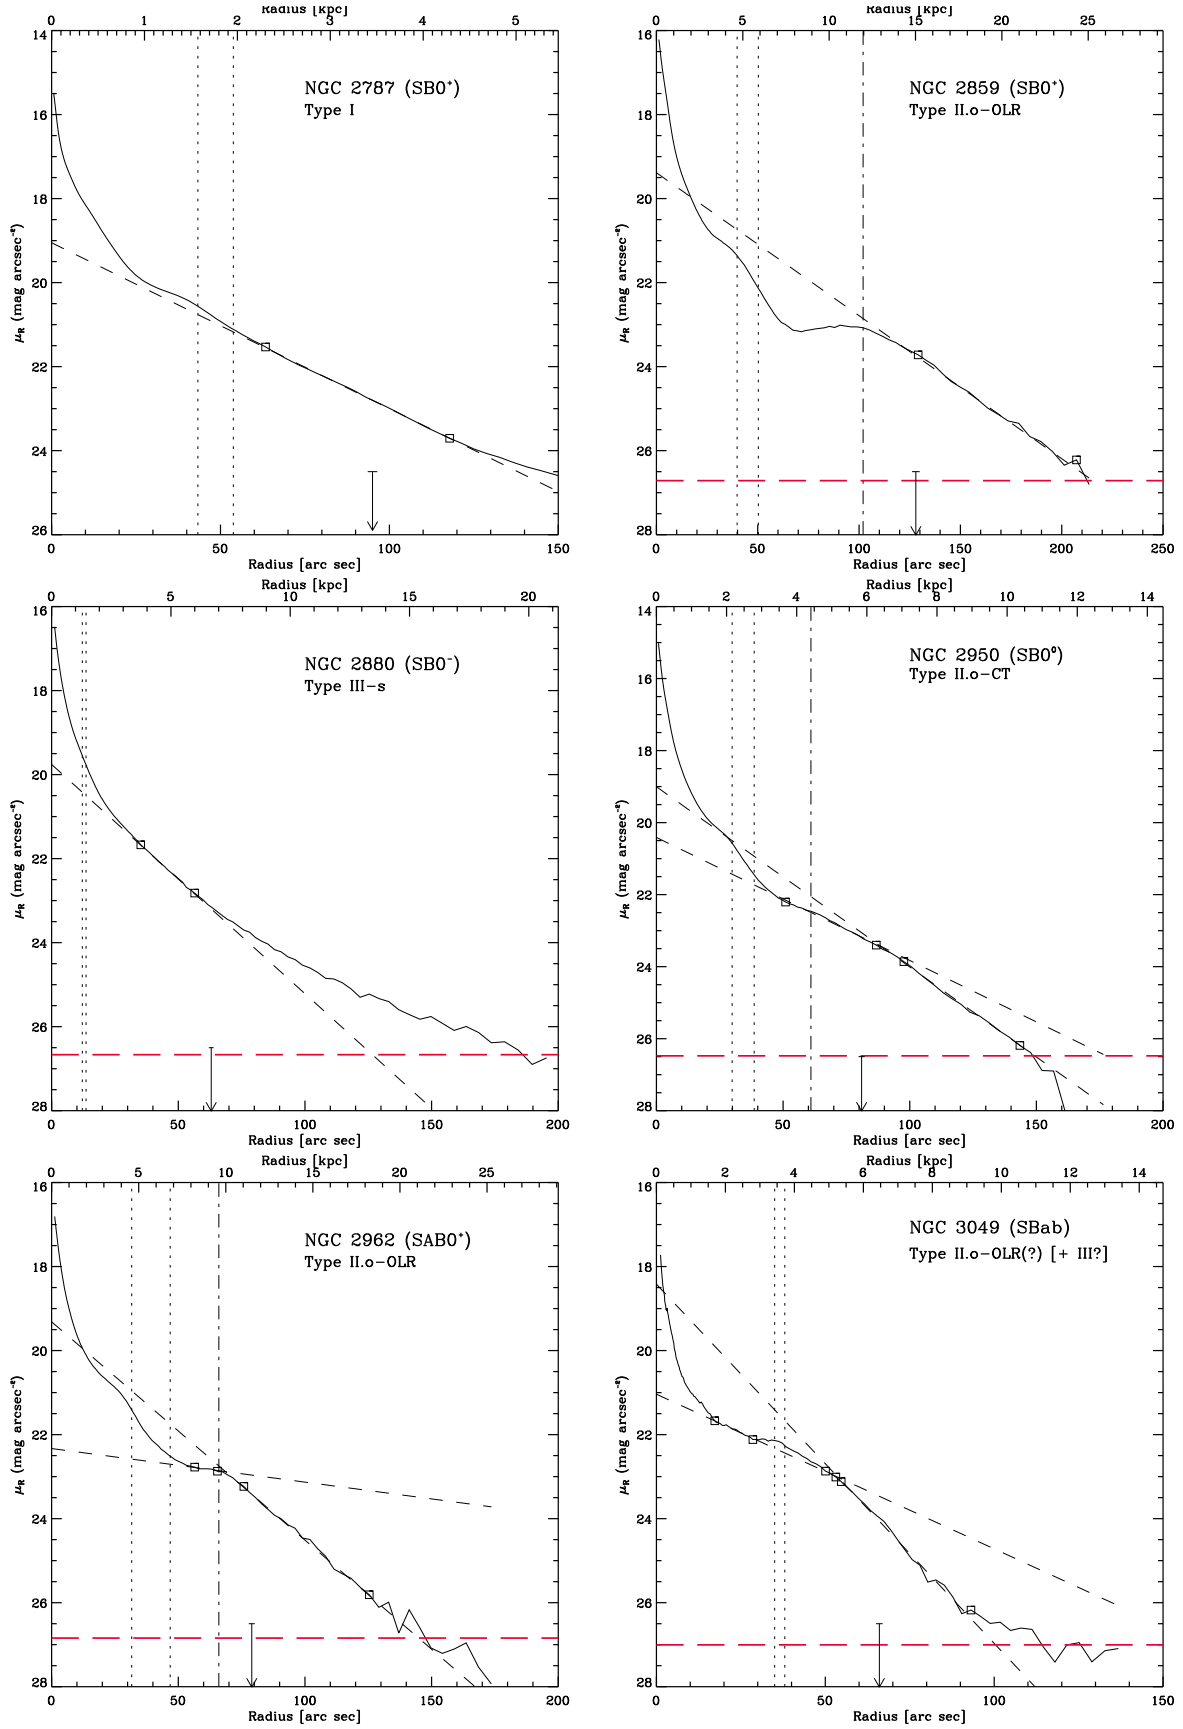 Radius [kpc]
0 1 2 3 4 5
14
16
18
20
22
24
26
μR (mag arcsec⁻²)
NGC 2787 (SB0⁺)
Type I
0 50 100 150
Radius [arc sec]
Radius [kpc]
0 5 10 15 20 25
14
16
18
20
22
24
26
28
μR (mag arcsec⁻²)
NGC 2859 (SB0⁺)
Type II.o-OLR
0 50 100 150 200 250
Radius [arc sec]
Radius [kpc]
0 5 10 15 20
16
18
20
22
24
26
28
μR (mag arcsec⁻²)
NGC 2880 (SB0⁻)
Type III-s
0 50 100 150 200
Radius [arc sec]
Radius [kpc]
0 2 4 6 8 10 12 14
14
16
18
20
22
24
26
28
μR (mag arcsec⁻²)
NGC 2950 (SB0⁰)
Type II.o-CT
0 50 100 150 200
Radius [arc sec]
Radius [kpc]
0 5 10 15 20 25
16
18
20
22
24
26
28
μR (mag arcsec⁻²)
NGC 2962 (SAB0⁺)
Type II.o-OLR
0 50 100 150 200
Radius [arc sec]
Radius [kpc]
0 2 4 6 8 10 12 14
16
18
20
22
24
26
28
μR (mag arcsec⁻²)
NGC 3049 (SBab)
Type II.o-OLR(?) [+ III?]
0 50 100 150
Radius [arc sec]